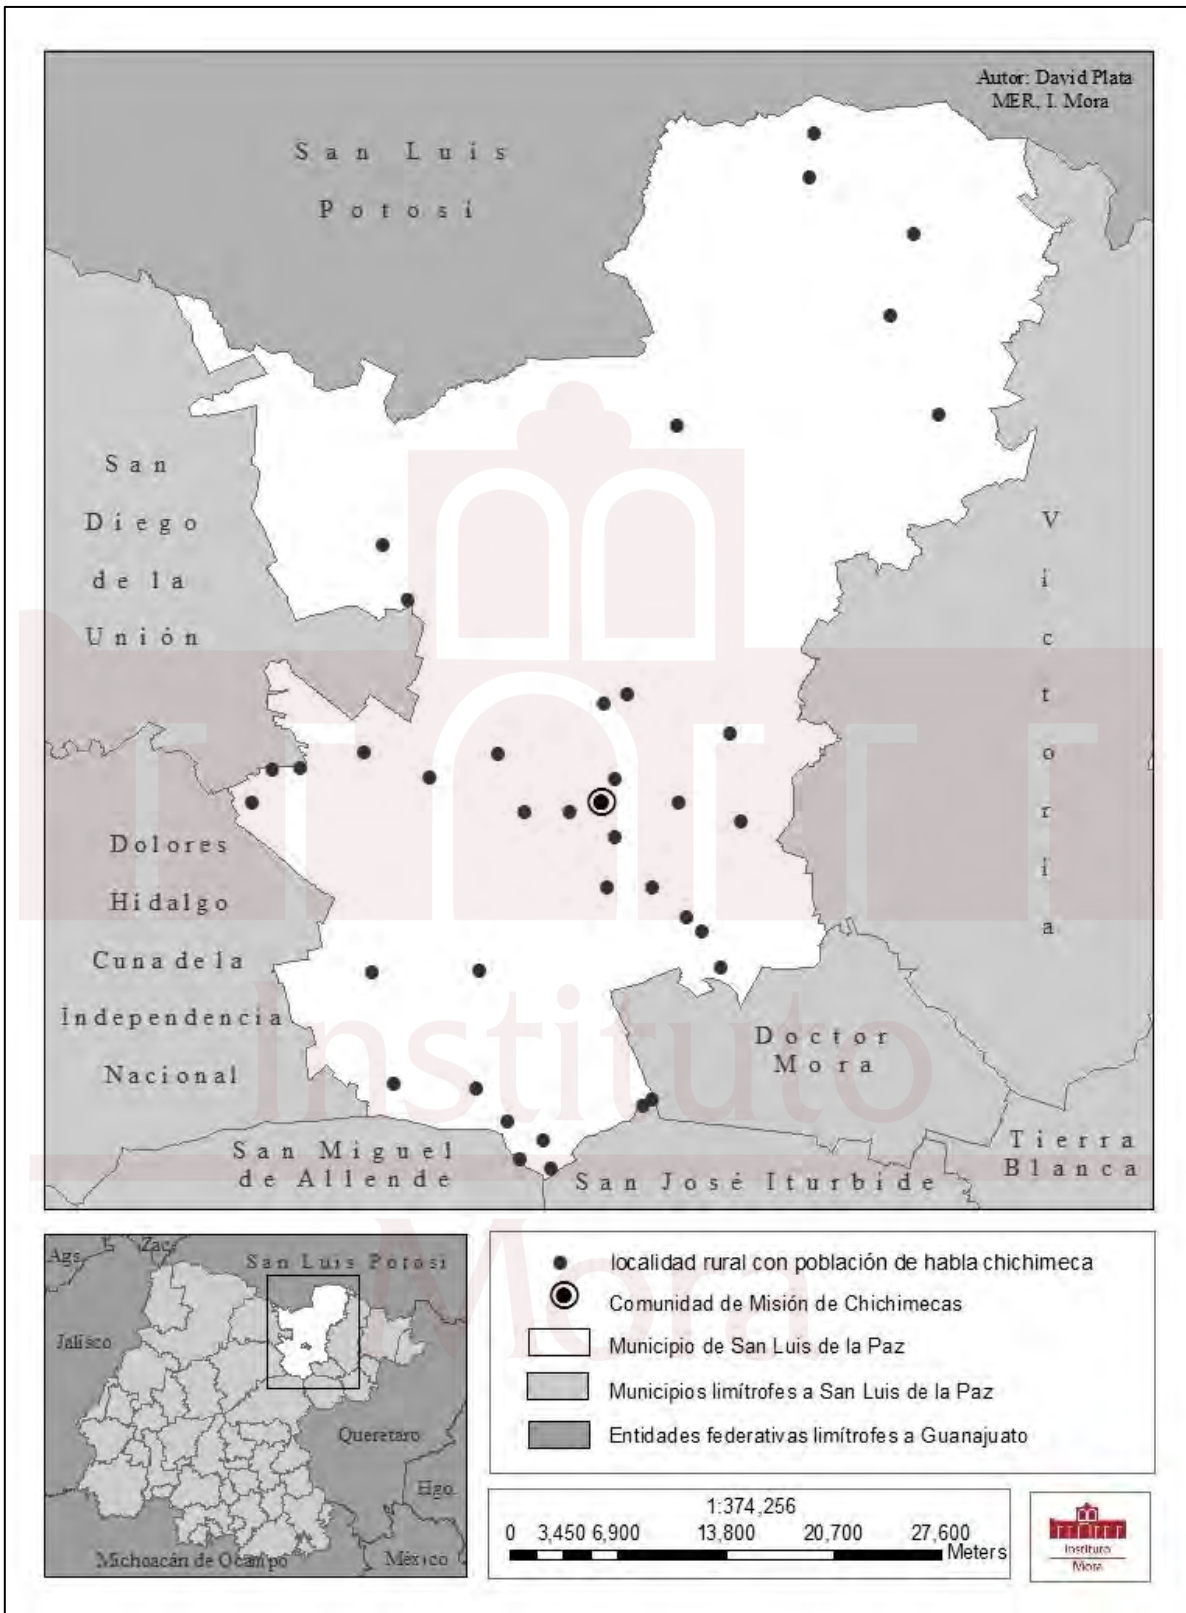 Autor: David Plata
MER, I. Mora
San Luis
Potosí
San
Diego
de la
Unión
Victoria
Dolores
Hidalgo
Cuna de la
Independencia
Nacional
Doctor
Mora
San Miguel
de Allende
San José Iturbide
Tierra
Blanca
Instituto
Mora
Ags.
Zac.
San Luis Potosí
Jalisco
Querétaro
Hgo.
Michoacán de Ocampo
México
localidad rural con población de habla chichimeca
Comunidad de Misión de Chichimecas
Municipio de San Luis de la Paz
Municipios limítrofes a San Luis de la Paz
Entidades federativas limítrofes a Guanajuato
1:374,256
0 3,450 6,900 13,800 20,700 27,600
Meters
Instituto
Mora